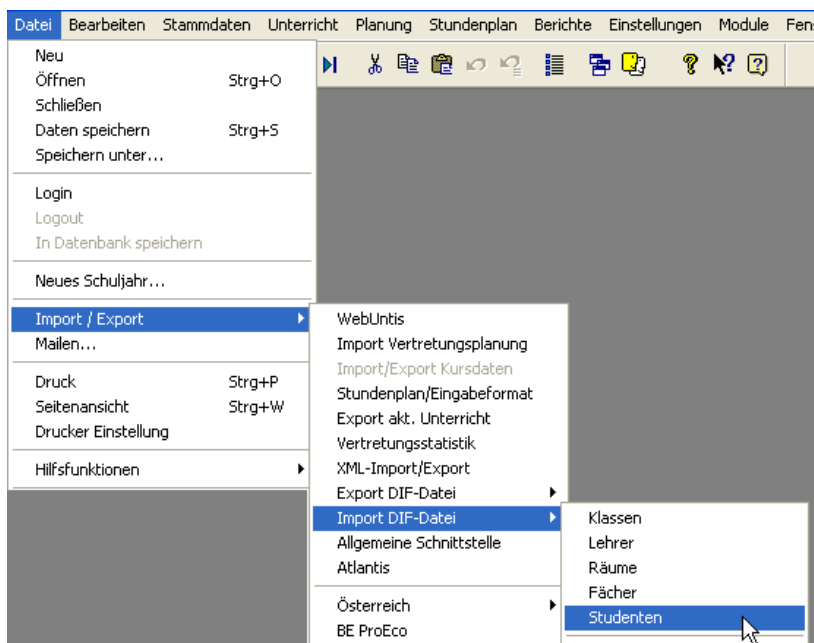 Datei Bearbeiten Stammdaten Unterricht Planung Stundenplan Berichte Einstellungen Module
Neu
Öffnen Strg+O
Schließen
Daten speichern Strg+S
Speichern unter...
Login
Logout
In Datenbank speichern
Neues Schuljahr...
Import / Export
Mailen...
Druck Strg+P
Seitenansicht Strg+W
Drucker Einstellung
Hilfsfunktionen
WebUntis
Import Vertretungsplanung
Import/Export Kursdaten
Stundenplan/Eingabeformat
Export akt. Unterricht
Vertretungsstatistik
XML-Import/Export
Export DIF-Datei
Import DIF-Datei
Allgemeine Schnittstelle
Atlantis
Österreich
BE ProEco
Klassen
Lehrer
Räume
Fächer
Studenten